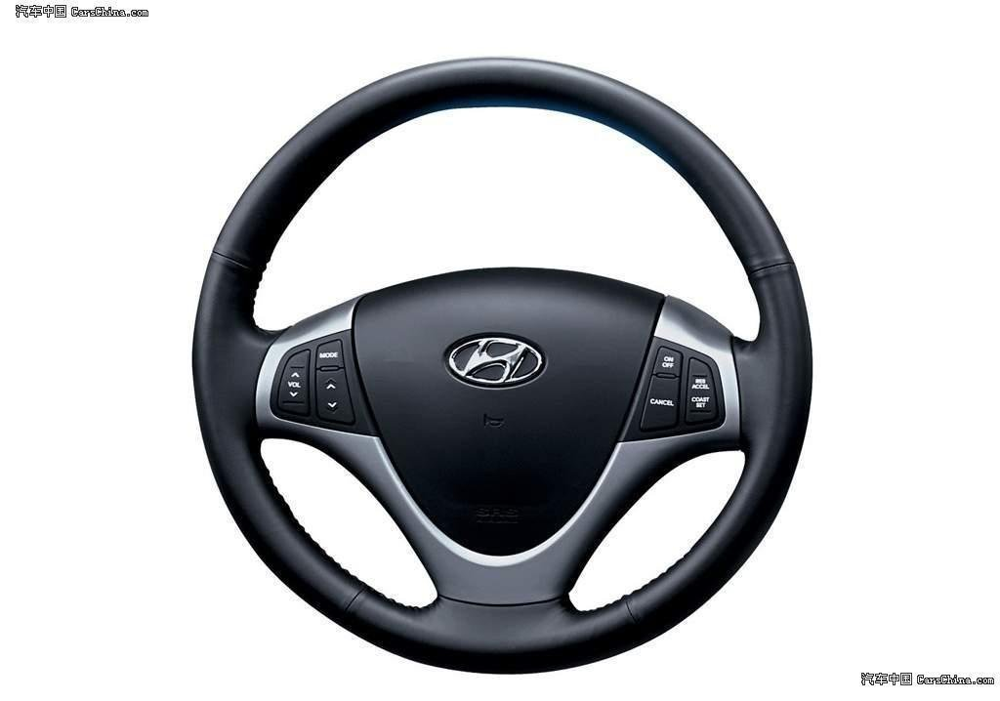 汽车中国 CarsChina.com
MODE
VOL
ON
OFF
CANCEL
RES
ACCEL
COAST
SET
SRS
汽车中国 CarsChina.com